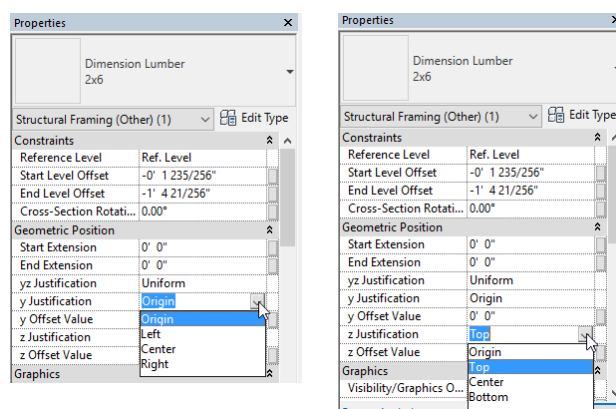 Properties
Dimension Lumber
2x6
Structural Framing (Other) (1)
Edit Type
Constraints
Reference Level Ref. Level
Start Level Offset -0' 1 235/256"
End Level Offset -1' 4 21/256"
Cross-Section Rotati... 0.00°
Geometric Position
Start Extension 0' 0"
End Extension 0' 0"
yz Justification Uniform
y Justification Origin
y Offset Value Origin
z Justification Left
z Offset Value Center
Right
Graphics
Properties
Dimension Lumber
2x6
Structural Framing (Other) (1)
Edit Type
Constraints
Reference Level Ref. Level
Start Level Offset -0' 1 235/256"
End Level Offset -1' 4 21/256"
Cross-Section Rotati... 0.00°
Geometric Position
Start Extension 0' 0"
End Extension 0' 0"
yz Justification Uniform
y Justification Origin
y Offset Value 0' 0"
z Justification Top
z Offset Value Origin
Top
Graphics
Center
Visibility/Graphics O...
Bottom